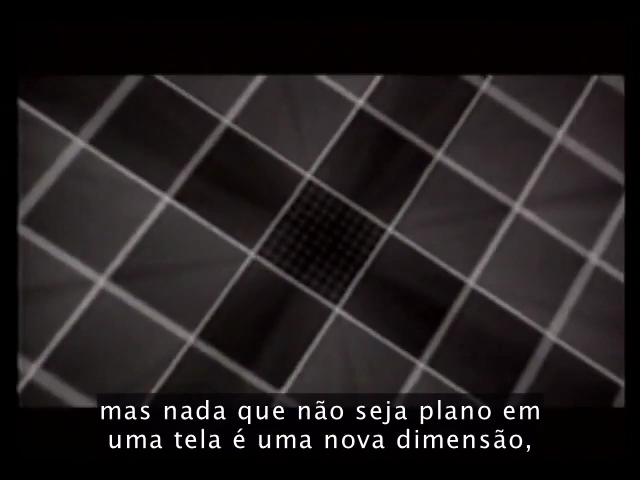 mas nada que não seja plano em
uma tela é uma nova dimensão,